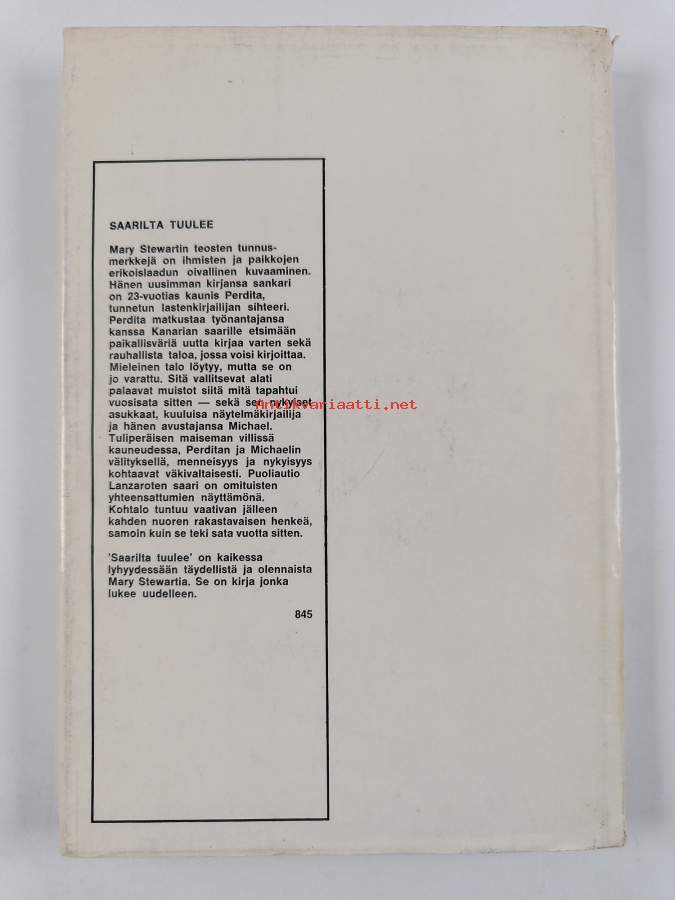 SAARILTA TUULEE
Mary Stewartin teosten tunnus-
merkkejä on ihmisten ja paikkojen
erikoislaadun oivallinen kuvaaminen.
Hänen uusimman kirjansa sankari
on 23-vuotias kaunis Perdita,
tunnetun lastenkirjailijan sihteeri.
Perdita matkustaa työnantajansa
kanssa Kanarian saarille etsimään
paikallisväriä uutta kirjaa varten sekä
rauhallista taloa, jossa voisi kirjoittaa.
Mieleinen talo löytyy, mutta se on
jo varattu. Sitä vallitsevat alati
palaavat muistot siitä mitä tapahtui
vuosisata sitten — sekä sen nykyiset
Antikvariaatti.net
asukkaat, kuuluisa näytelmäkirjailija
ja hänen avustajansa Michael.
Tuliperäisen maiseman villissä
kauneudessa, Perditan ja Michaelin
välityksellä, menneisyys ja nykyisyys
kohtaavat väkivaltaisesti. Puoliautio
Lanzaroten saari on omituisten
yhteensattumien näyttämönä.
Kohtalo tuntuu vaativan jälleen
kahden nuoren rakastavaisen henkeä,
samoin kuin se teki sata vuotta sitten.
'Saarilta tuulee' on kaikessa
lyhyydessään täydellistä ja olennaista
Mary Stewartia. Se on kirja jonka
lukee uudelleen.
845